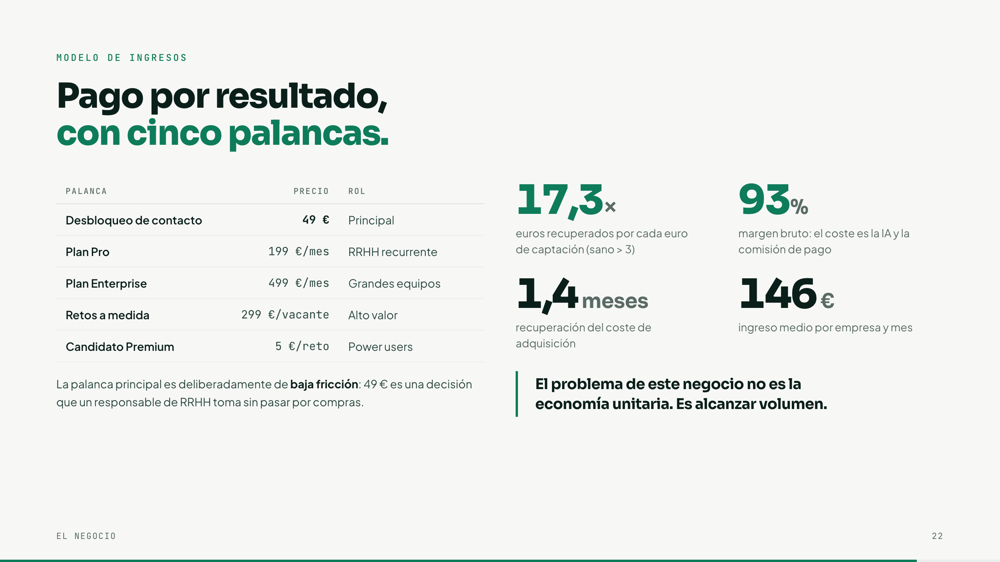 MODELO DE INGRESOS
Pago por resultado,
con cinco palancas.
PALANCA PRECIO ROL
Desbloqueo de contacto 49 € Principal
Plan Pro 199 €/mes RRHH recurrente
Plan Enterprise 499 €/mes Grandes equipos
Retos a medida 299 €/vacante Alto valor
Candidato Premium 5 €/reto Power users
La palanca principal es deliberadamente de baja fricción: 49 € es una decisión
que un responsable de RRHH toma sin pasar por compras.
17,3×
euros recuperados por cada euro
de captación (sano > 3)
93%
margen bruto: el coste es la IA y la
comisión de pago
1,4 meses
recuperación del coste de
adquisición
146 €
ingreso medio por empresa y mes
El problema de este negocio no es la
economía unitaria. Es alcanzar volumen.
EL NEGOCIO
22